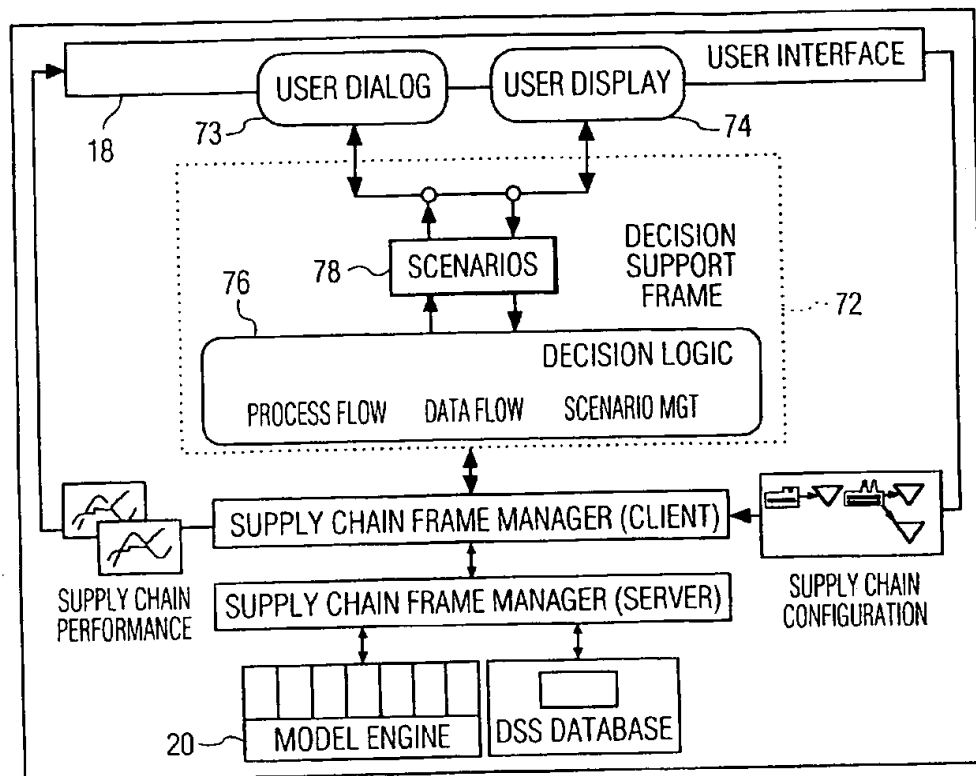 USER INTERFACE
USER DIALOG
USER DISPLAY
18
73
74
DECISION
SUPPORT
FRAME
78
SCENARIOS
76
72
DECISION LOGIC
PROCESS FLOW DATA FLOW SCENARIO MGT
SUPPLY CHAIN FRAME MANAGER (CLIENT)
SUPPLY CHAIN
PERFORMANCE
SUPPLY CHAIN FRAME MANAGER (SERVER)
SUPPLY CHAIN
CONFIGURATION
20
MODEL ENGINE
DSS DATABASE